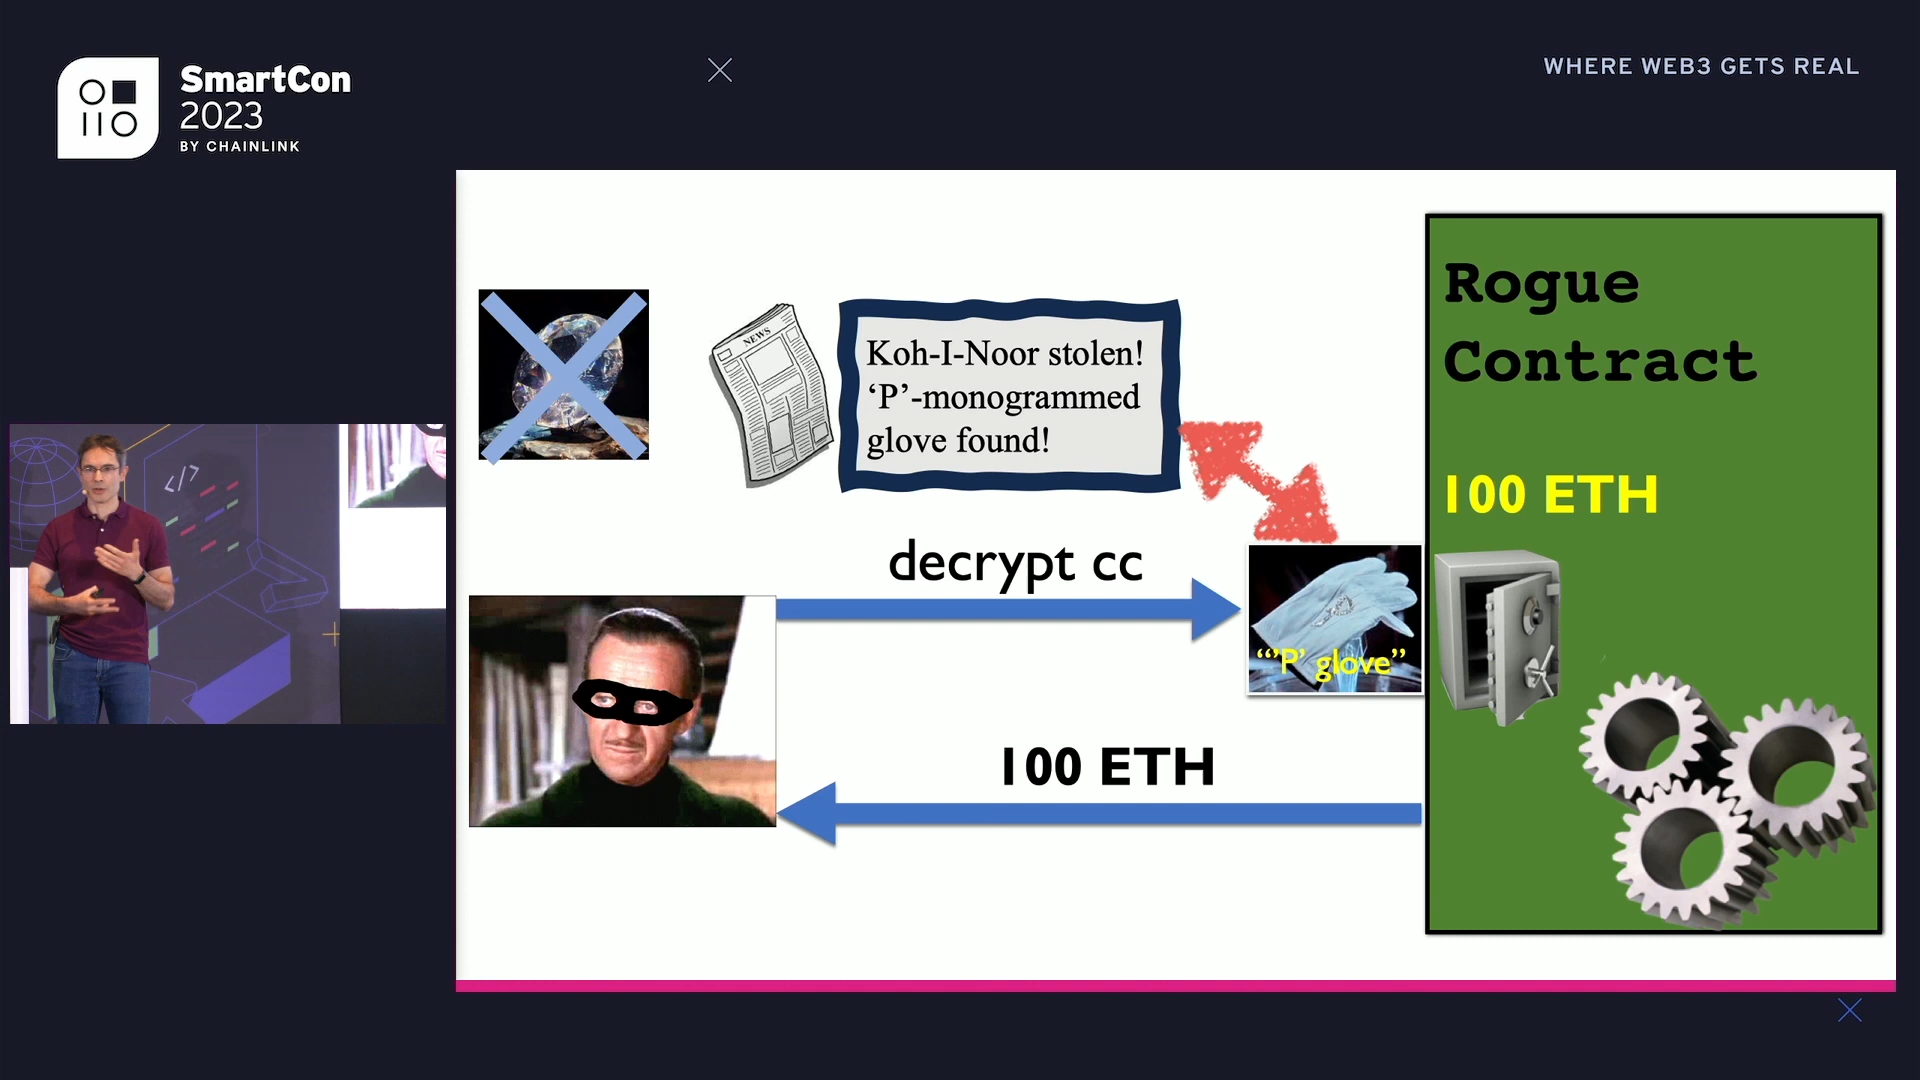 SmartCon
2023
BY CHAINLINK
WHERE WEB3 GETS REAL
NEWS
Koh-I-Noor stolen!
‘P’-monogrammed
glove found!
Rogue
Contract
100 ETH
decrypt cc
“‘P’ glove”
100 ETH
</>